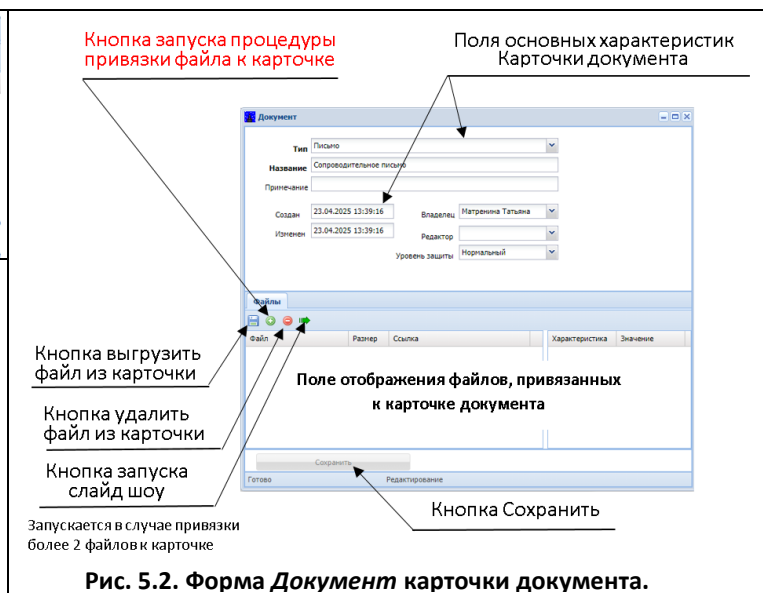 Кнопка запуска процедуры
привязки файла к карточке
Поля основных характеристик
Карточки документа
Документ
Тип Письмо
Название Сопроводительное письмо
Примечание
Создан 23.04.2025 13:39:16 Владелец Матренина Татьяна
Изменен 23.04.2025 13:39:16 Редактор
Уровень защиты Нормальный
Файлы
Файл Размер Ссылка Характеристика Значение
Поле отображения файлов, привязанных
к карточке документа
Кнопка выгрузить
файл из карточки
Кнопка удалить
файл из карточки
Кнопка запуска
слайд шоу
Запускается в случае привязки
более 2 файлов к карточке
Сохранить
Готово Редактирование
Кнопка Сохранить
Рис. 5.2. Форма Документ карточки документа.